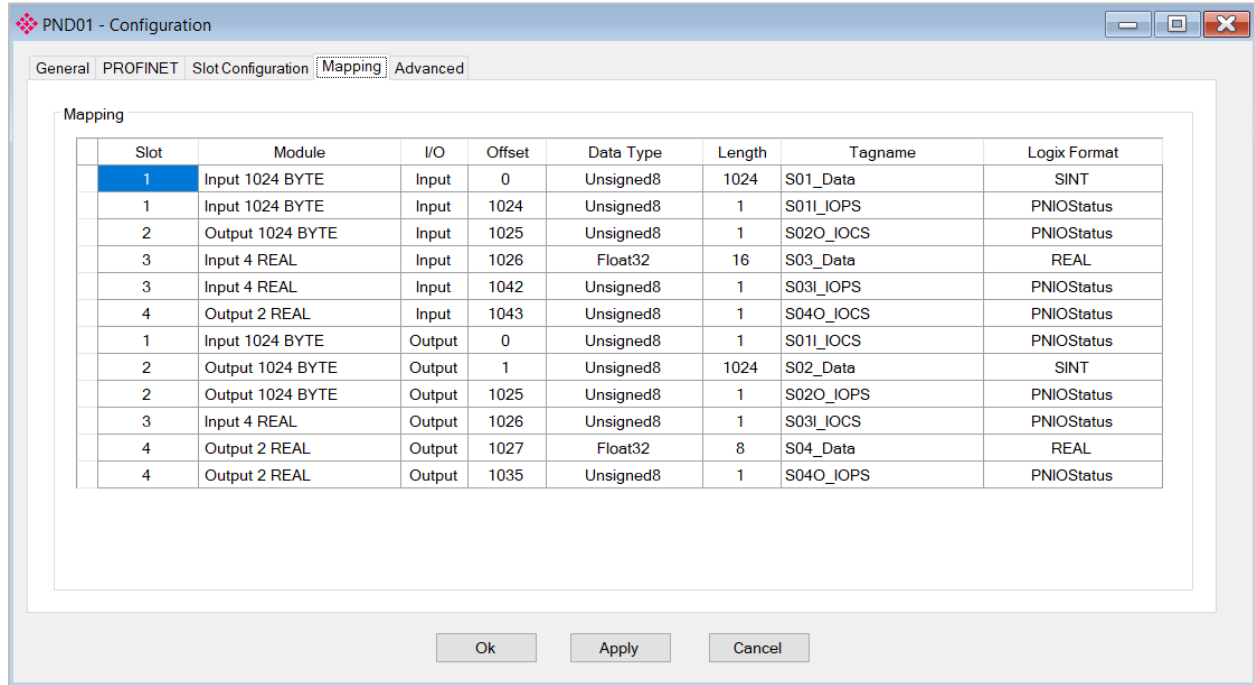 PND01 - Configuration
General PROFINET Slot Configuration Mapping Advanced
Mapping
Slot Module I/O Offset Data Type Length Tagname Logix Format
1 Input 1024 BYTE Input 0 Unsigned8 1024 S01_Data SINT
1 Input 1024 BYTE Input 1024 Unsigned8 1 S01I_IOPS PNIOStatus
2 Output 1024 BYTE Input 1025 Unsigned8 1 S02O_IOCS PNIOStatus
3 Input 4 REAL Input 1026 Float32 16 S03_Data REAL
3 Input 4 REAL Input 1042 Unsigned8 1 S03I_IOPS PNIOStatus
4 Output 2 REAL Input 1043 Unsigned8 1 S04O_IOCS PNIOStatus
1 Input 1024 BYTE Output 0 Unsigned8 1 S01I_IOCS PNIOStatus
2 Output 1024 BYTE Output 1 Unsigned8 1024 S02_Data SINT
2 Output 1024 BYTE Output 1025 Unsigned8 1 S02O_IOPS PNIOStatus
3 Input 4 REAL Output 1026 Unsigned8 1 S03I_IOCS PNIOStatus
4 Output 2 REAL Output 1027 Float32 8 S04_Data REAL
4 Output 2 REAL Output 1035 Unsigned8 1 S04O_IOPS PNIOStatus
Ok Apply Cancel